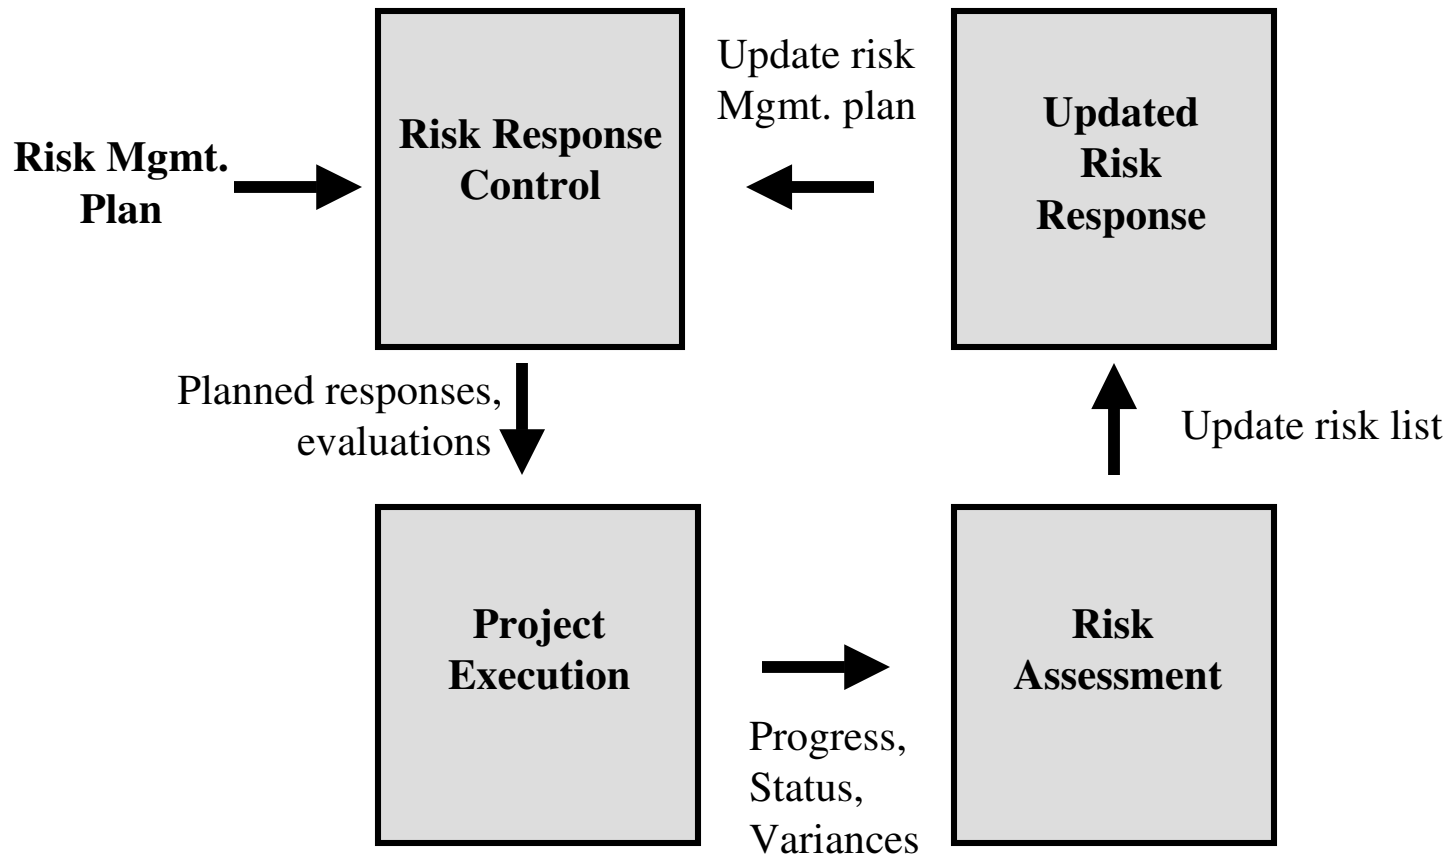 Risk Mgmt.
Plan
Risk Response
Control
Update risk
Mgmt. plan
Updated
Risk
Response
Planned responses,
evaluations
Update risk list
Project
Execution
Progress,
Status,
Variances
Risk
Assessment